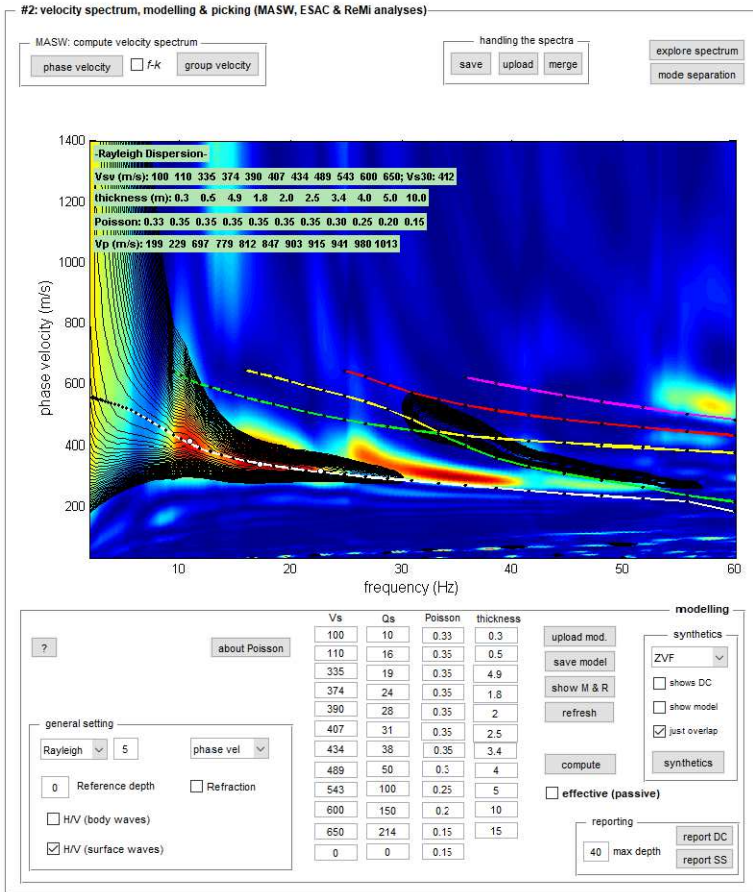 #2: velocity spectrum, modelling & picking (MASW, ESAC & ReMi analyses)
MASW: compute velocity spectrum
phase velocity
f-k
group velocity
handling the spectra
save
upload
merge
explore spectrum
mode separation
-Rayleigh Dispersion-
Vsv (m/s): 100 110 335 374 390 407 434 489 543 600 650; Vs30: 412
thickness (m): 0.3 0.5 4.9 1.8 2.0 2.5 3.4 4.0 5.0 10.0
Poisson: 0.33 0.35 0.35 0.35 0.35 0.35 0.35 0.30 0.25 0.20 0.15
Vp (m/s): 199 229 697 779 812 847 903 915 941 980 1013
1400
1200
1000
800
600
400
200
phase velocity (m/s)
10
20
30
40
50
60
frequency (Hz)
modelling
?
about Poisson
Vs Qs Poisson thickness
100 10 0.33 0.3
110 16 0.35 0.5
335 19 0.35 4.9
374 24 0.35 1.8
390 28 0.35 2
407 31 0.35 2.5
434 38 0.35 3.4
489 50 0.3 4
543 100 0.25 5
600 150 0.2 10
650 214 0.15 15
0 0 0.15
upload mod.
save model
show M & R
refresh
compute
effective (passive)
synthetics
ZVF
shows DC
show model
just overlap
synthetics
general setting
Rayleigh
5
phase vel
0
Reference depth
Refraction
H/V (body waves)
H/V (surface waves)
reporting
40
max depth
report DC
report SS